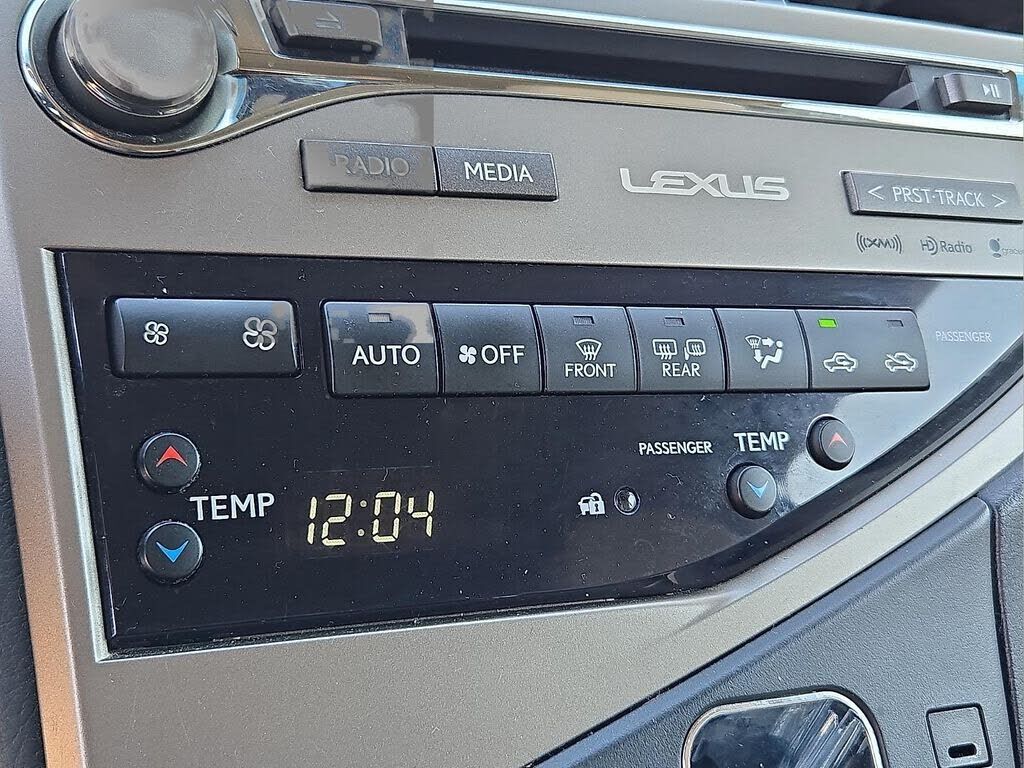 RADIO
MEDIA
LEXUS
< PRST·TRACK >
((XM))
HD Radio
AUTO
OFF
FRONT
REAR
PASSENGER
PASSENGER
TEMP
TEMP
12:04